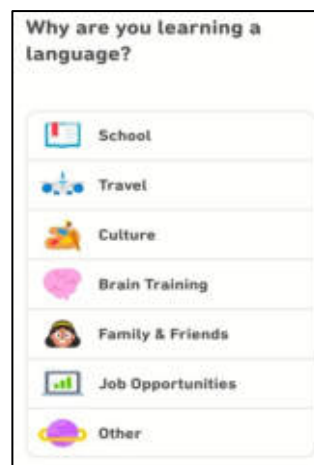 Why are you learning a
language?
School
Travel
Culture
Brain Training
Family & Friends
Job Opportunities
Other